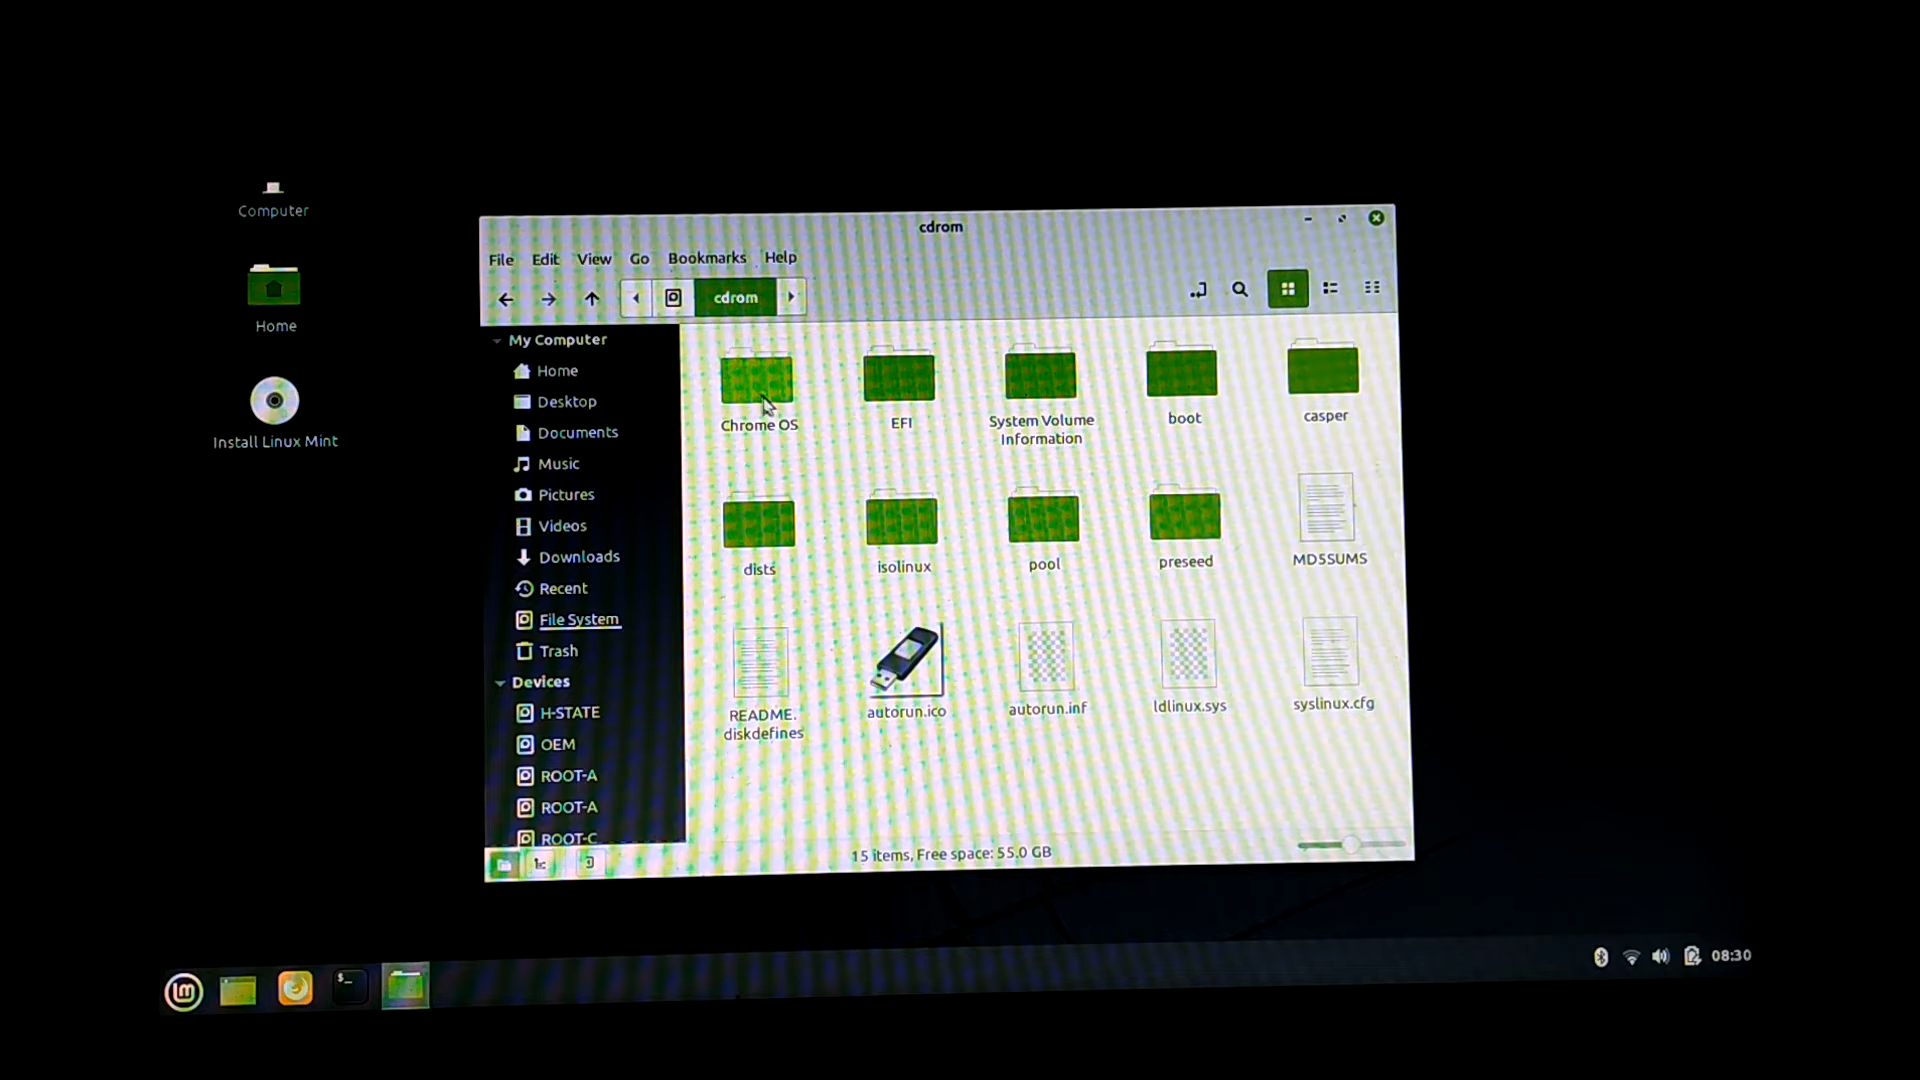 Computer
Home
Install Linux Mint
cdrom
File Edit View Go Bookmarks Help
cdrom
My Computer
Home
Desktop
Documents
Music
Pictures
Videos
Downloads
Recent
File System
Trash
Devices
H-STATE
OEM
ROOT-A
ROOT-A
ROOT-C
Chrome OS
EFI
System Volume
Information
boot
casper
dists
isolinux
pool
preseed
MD5SUMS
README.
diskdefines
autorun.ico
autorun.inf
ldlinux.sys
syslinux.cfg
15 items, Free space: 55.0 GB
lm
$_
08:30